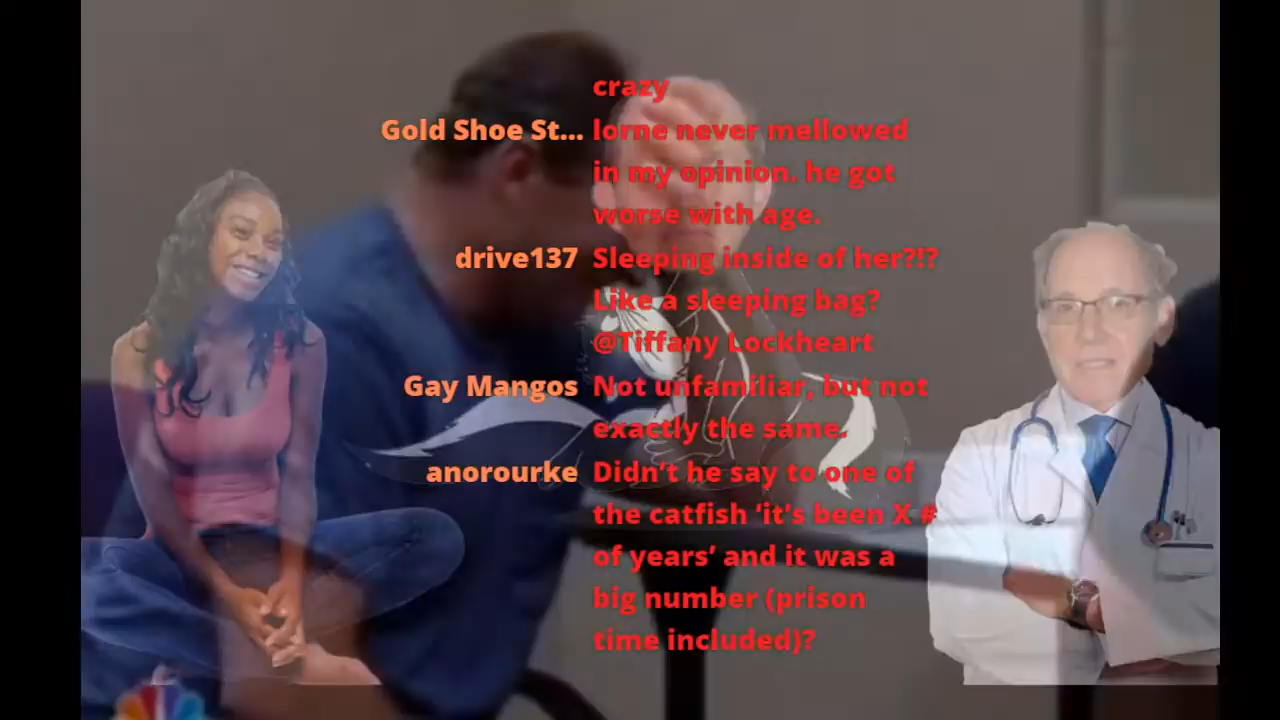 crazy
Gold Shoe St... lorne never mellowed
in my opinion. he got
worse with age.
drive137 Sleeping inside of her?!?
Like a sleeping bag?
@Tiffany Lockheart
Gay Mangos Not unfamiliar, but not
exactly the same.
anorourke Didn’t he say to one of
the catfish ‘it’s been X #
of years’ and it was a
big number (prison
time included)?